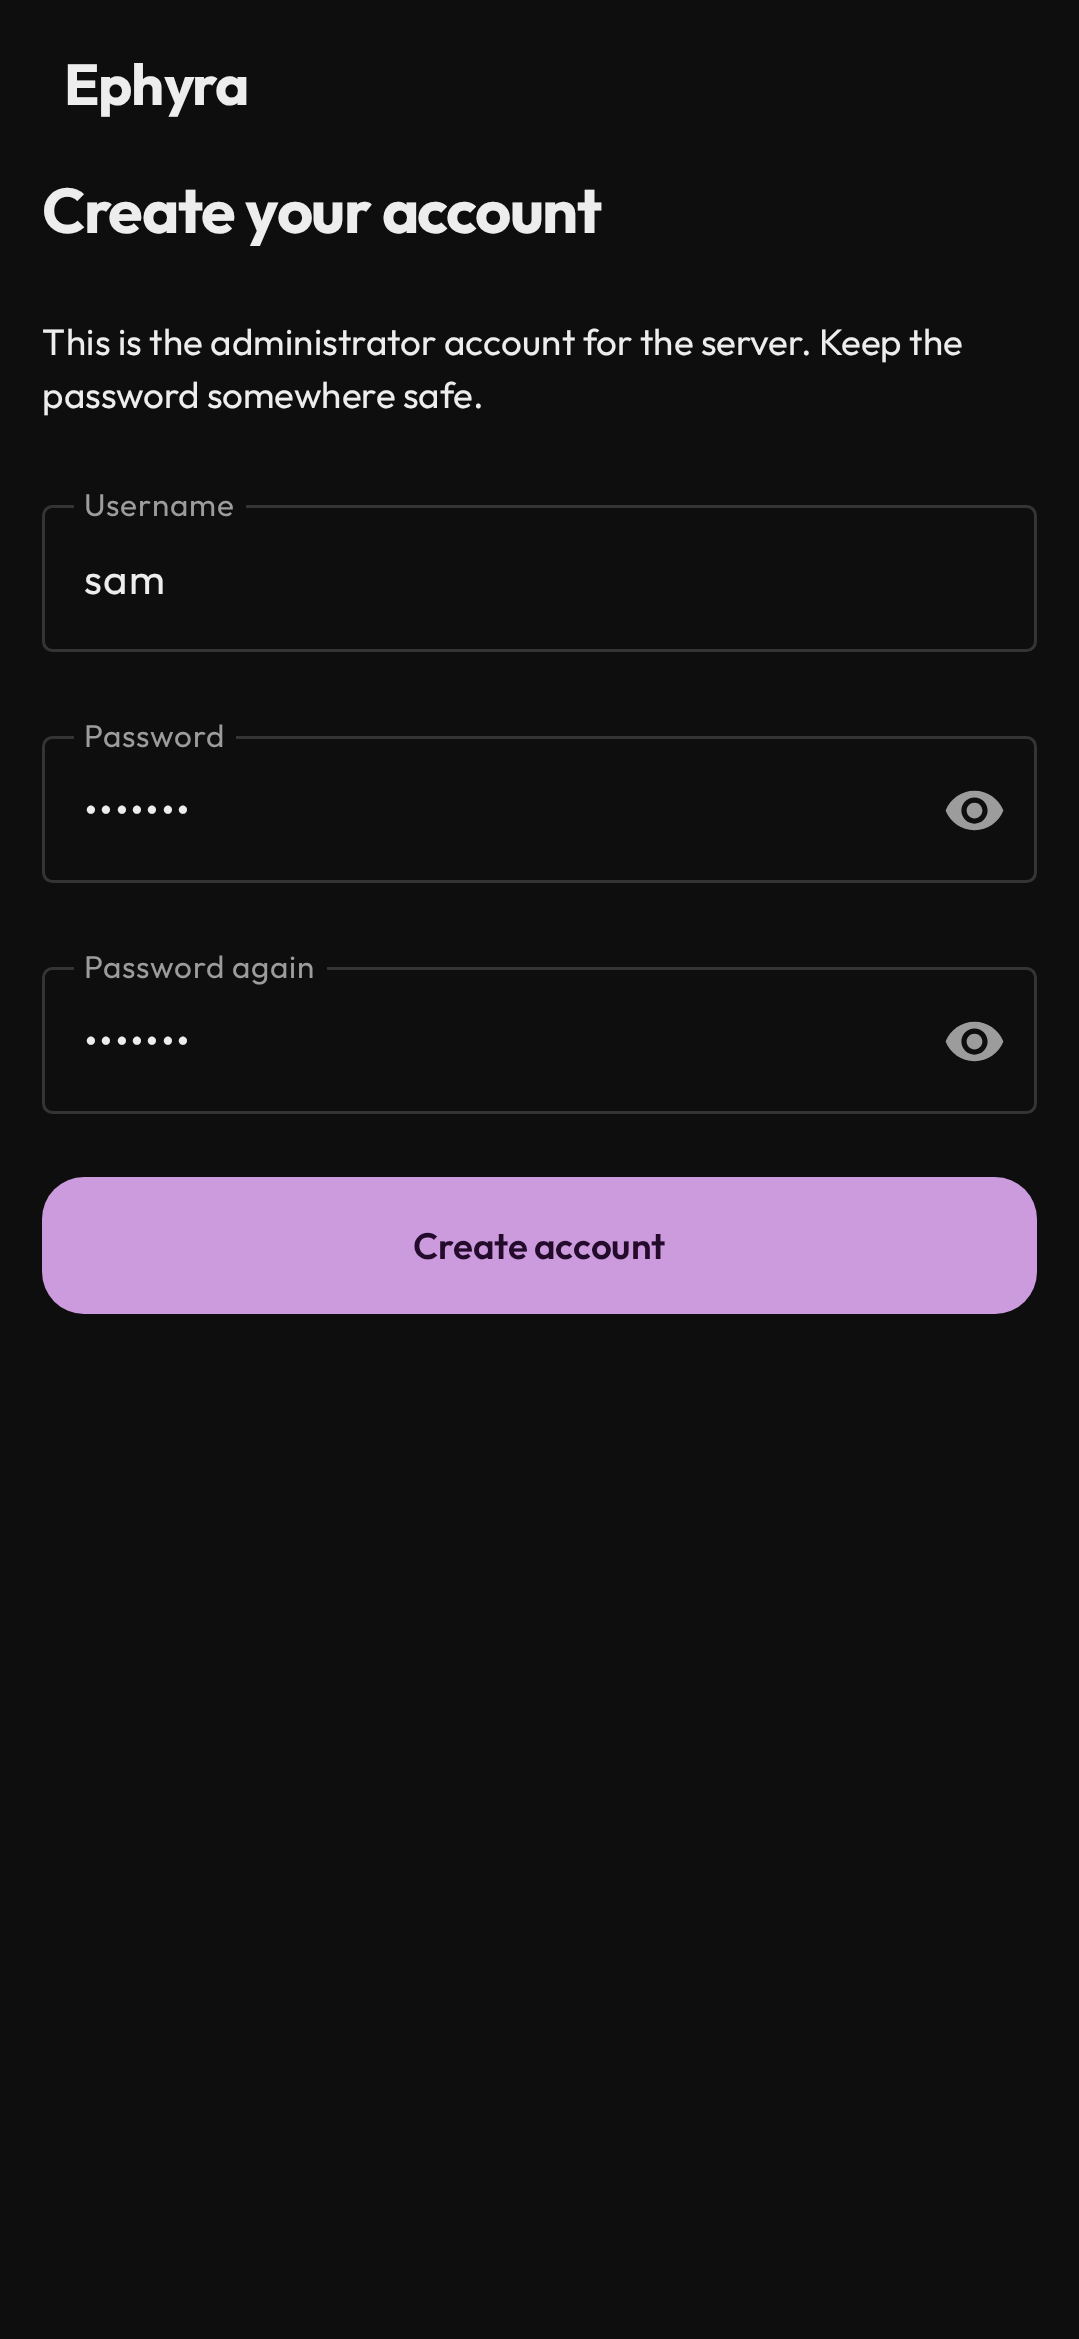 Ephyra
Create your account
This is the administrator account for the server. Keep the
password somewhere safe.
Username
sam
Password
•••••••
Password again
•••••••
Create account